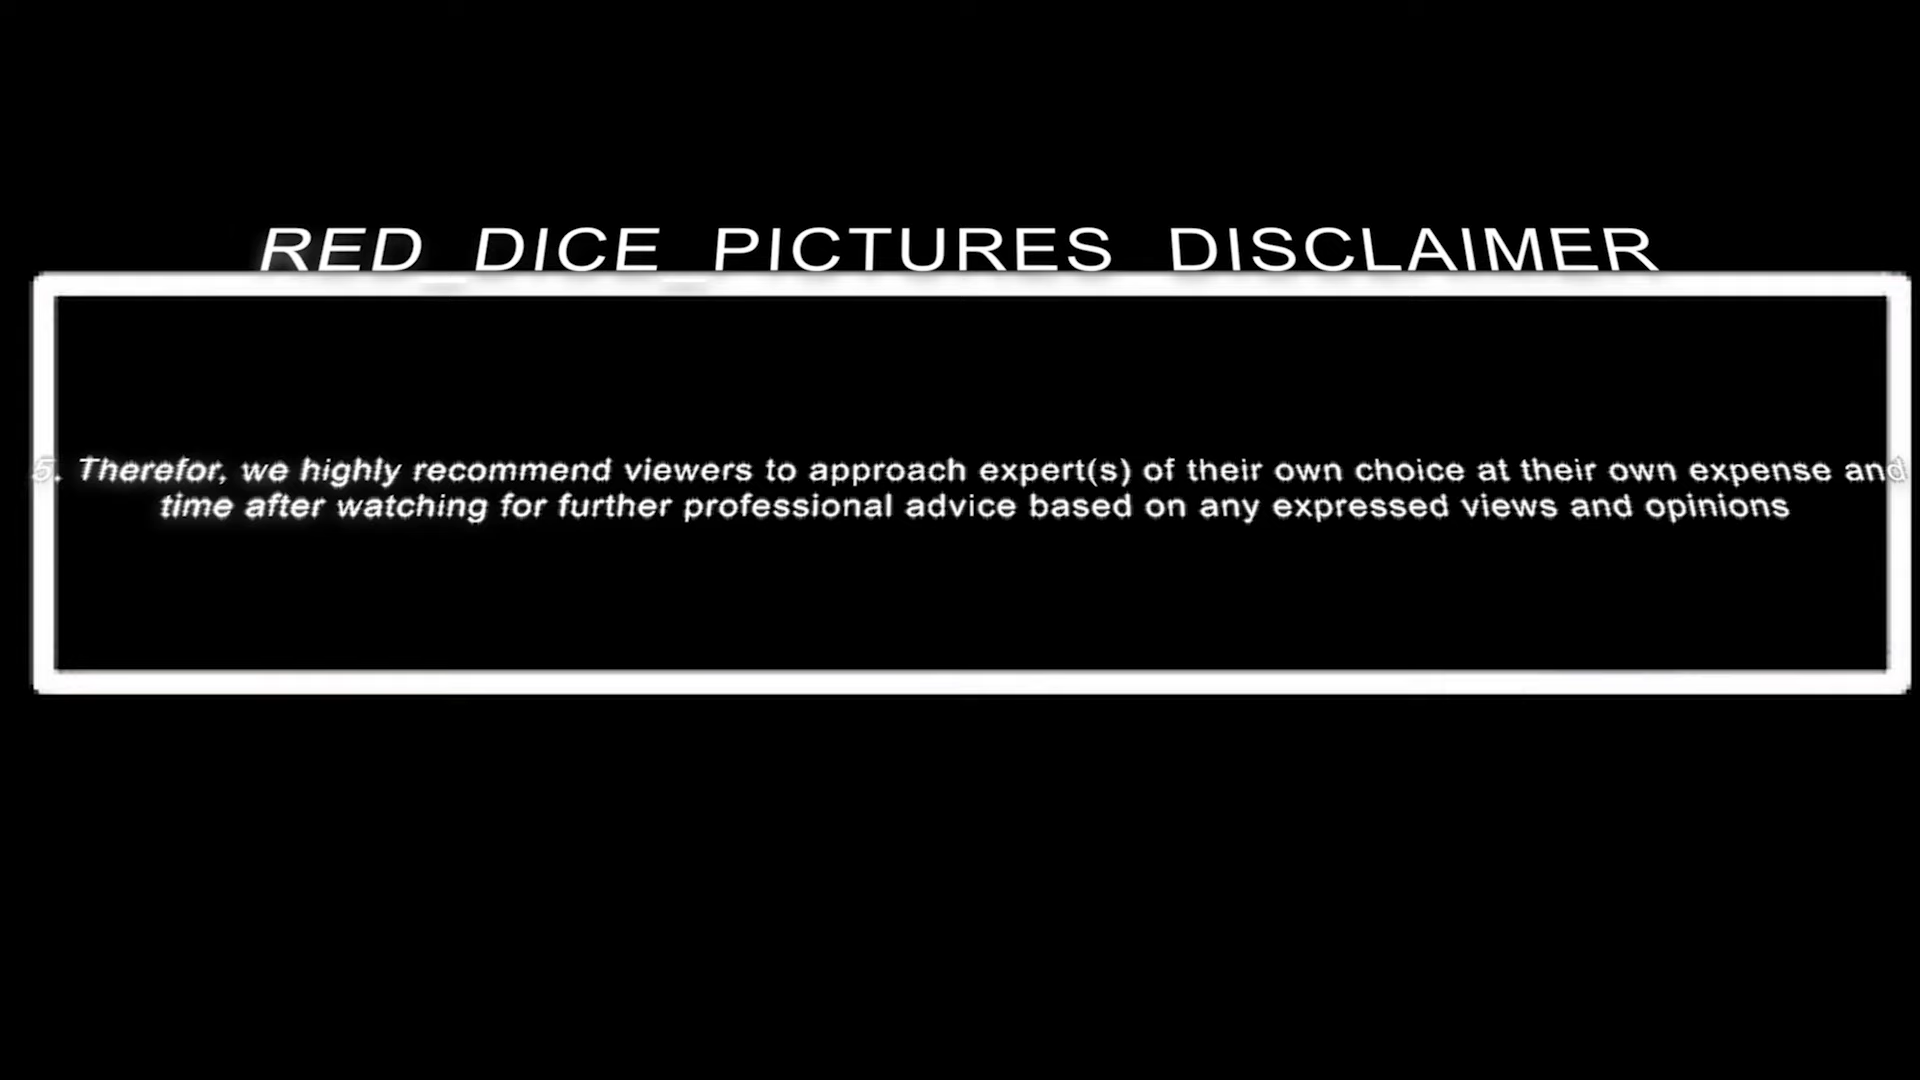 RED DICE PICTURES DISCLAIMER
5. Therefor, we highly recommend viewers to approach expert(s) of their own choice at their own expense and
time after watching for further professional advice based on any expressed views and opinions